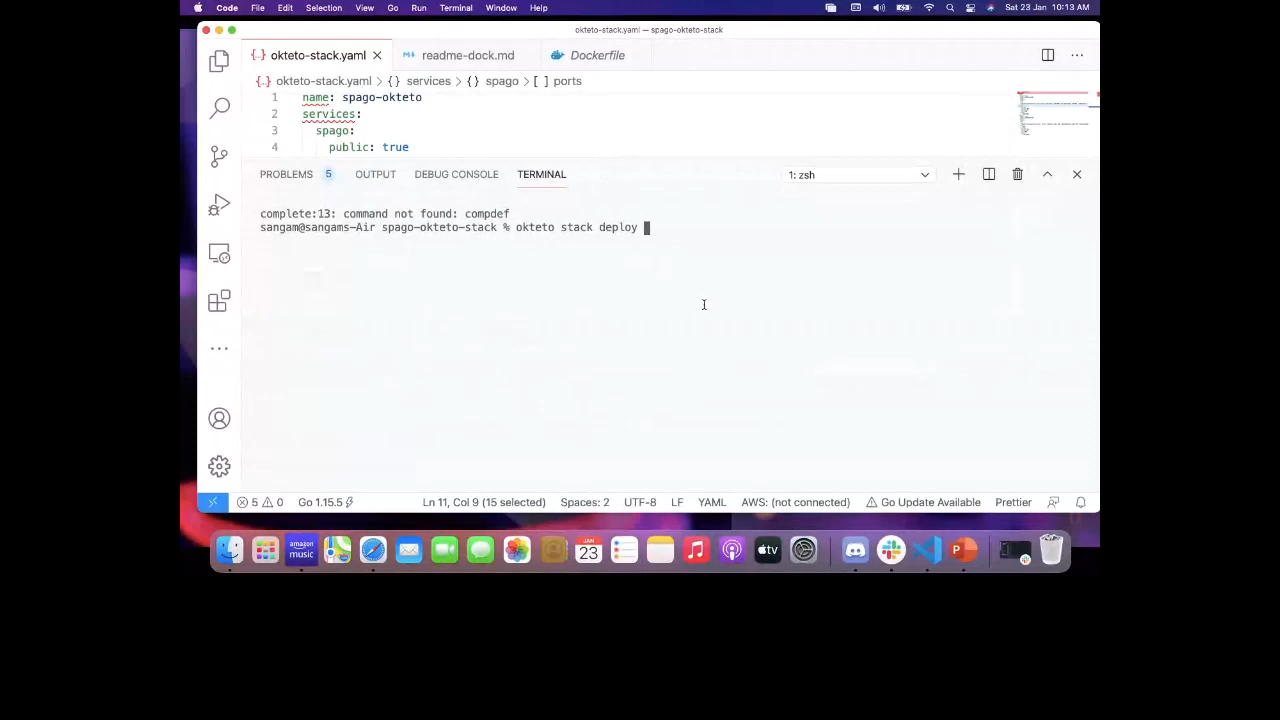 Code File Edit Selection View Go Run Terminal Window Help Sat 23 Jan 10:13 AM
okteto-stack.yaml — spago-okteto-stack
{..} okteto-stack.yaml readme-dock.md Dockerfile
{..} okteto-stack.yaml > {} services > {} spago > [ ] ports
1 name: spago-okteto
2 services:
3 spago:
4 public: true
PROBLEMS 5 OUTPUT DEBUG CONSOLE TERMINAL 1: zsh
complete:13: command not found: compdef
sangam@sangams-Air spago-okteto-stack % okteto stack deploy
5 0 Go 1.15.5 Ln 11, Col 9 (15 selected) Spaces: 2 UTF-8 LF YAML AWS: (not connected) Go Update Available Prettier
amazon music JAN 23 tv P